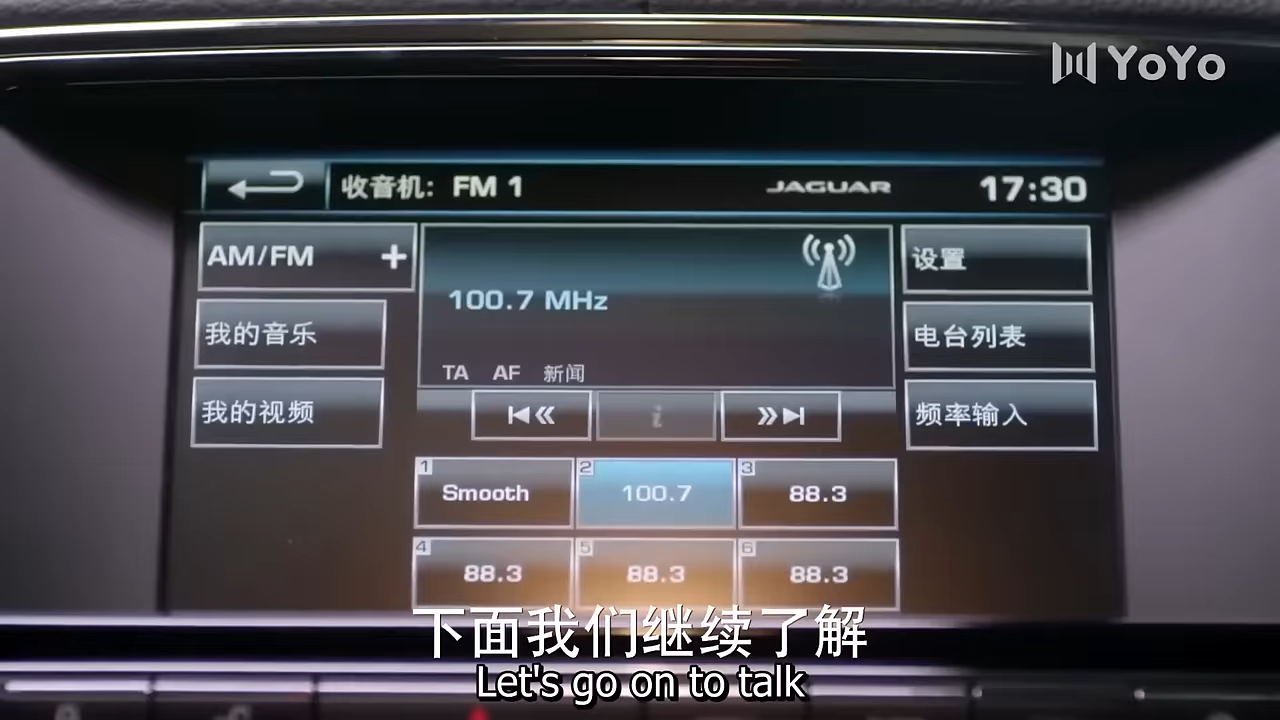 YoYo
收音机: FM 1
JAGUAR
17:30
AM/FM +
100.7 MHz
设置
我的音乐
电台列表
TA AF 新闻
我的视频
i
频率输入
1 Smooth
2 100.7
3 88.3
4 88.3
5 88.3
6 88.3
下面我们继续了解
Let's go on to talk